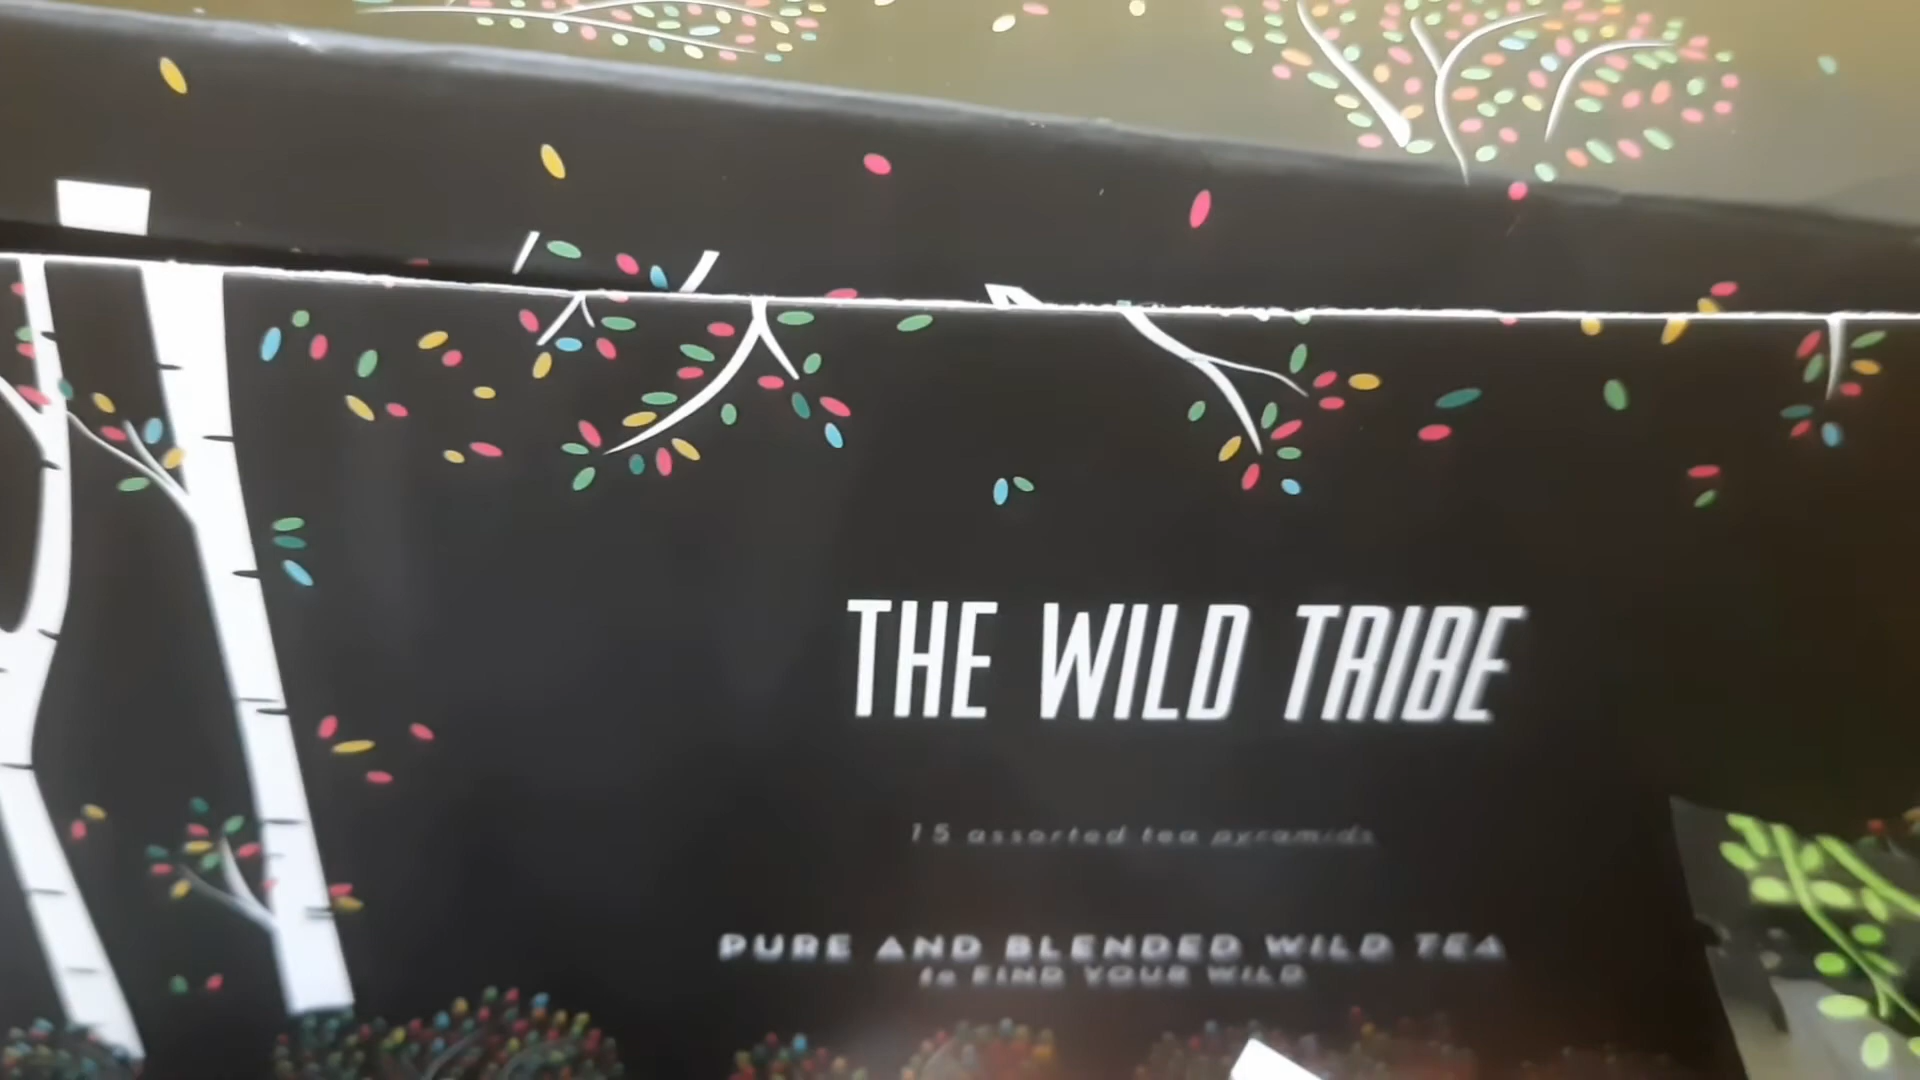 THE WILD TRIBE
15 assorted tea pyramids
PURE AND BLENDED WILD TEA
to FIND YOUR WILD